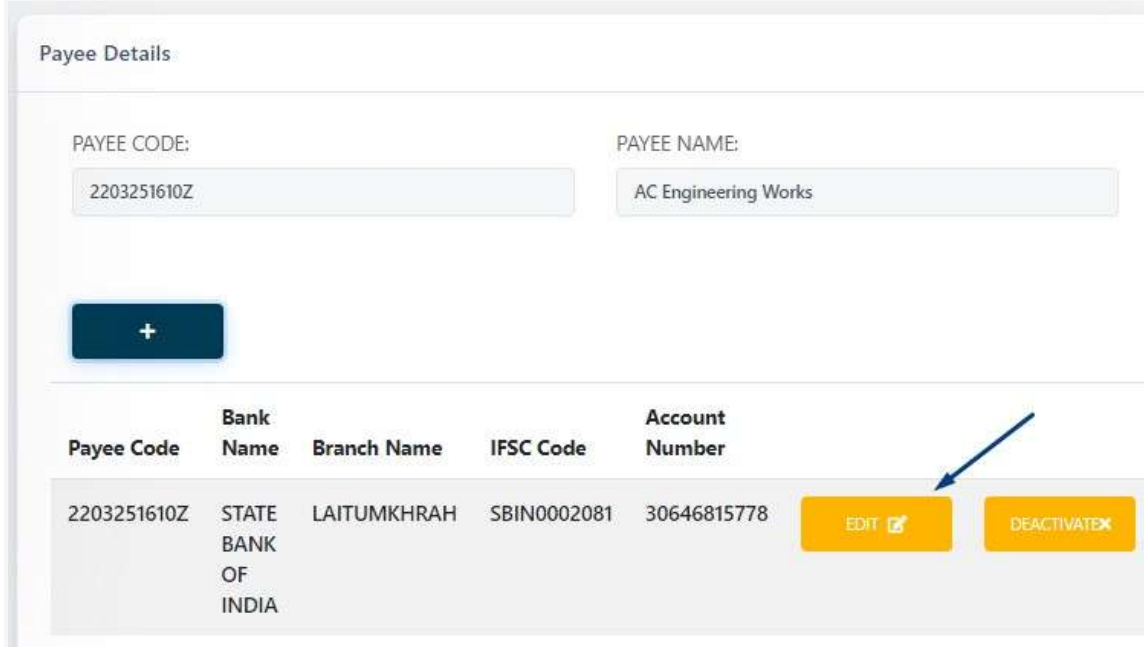 Payee Details
PAYEE CODE: PAYEE NAME:
2203251610Z AC Engineering Works
+
Payee Code Bank Name Branch Name IFSC Code Account Number
2203251610Z STATE BANK OF INDIA LAITUMKHRAH SBIN0002081 30646815778 EDIT DEACTIVATE